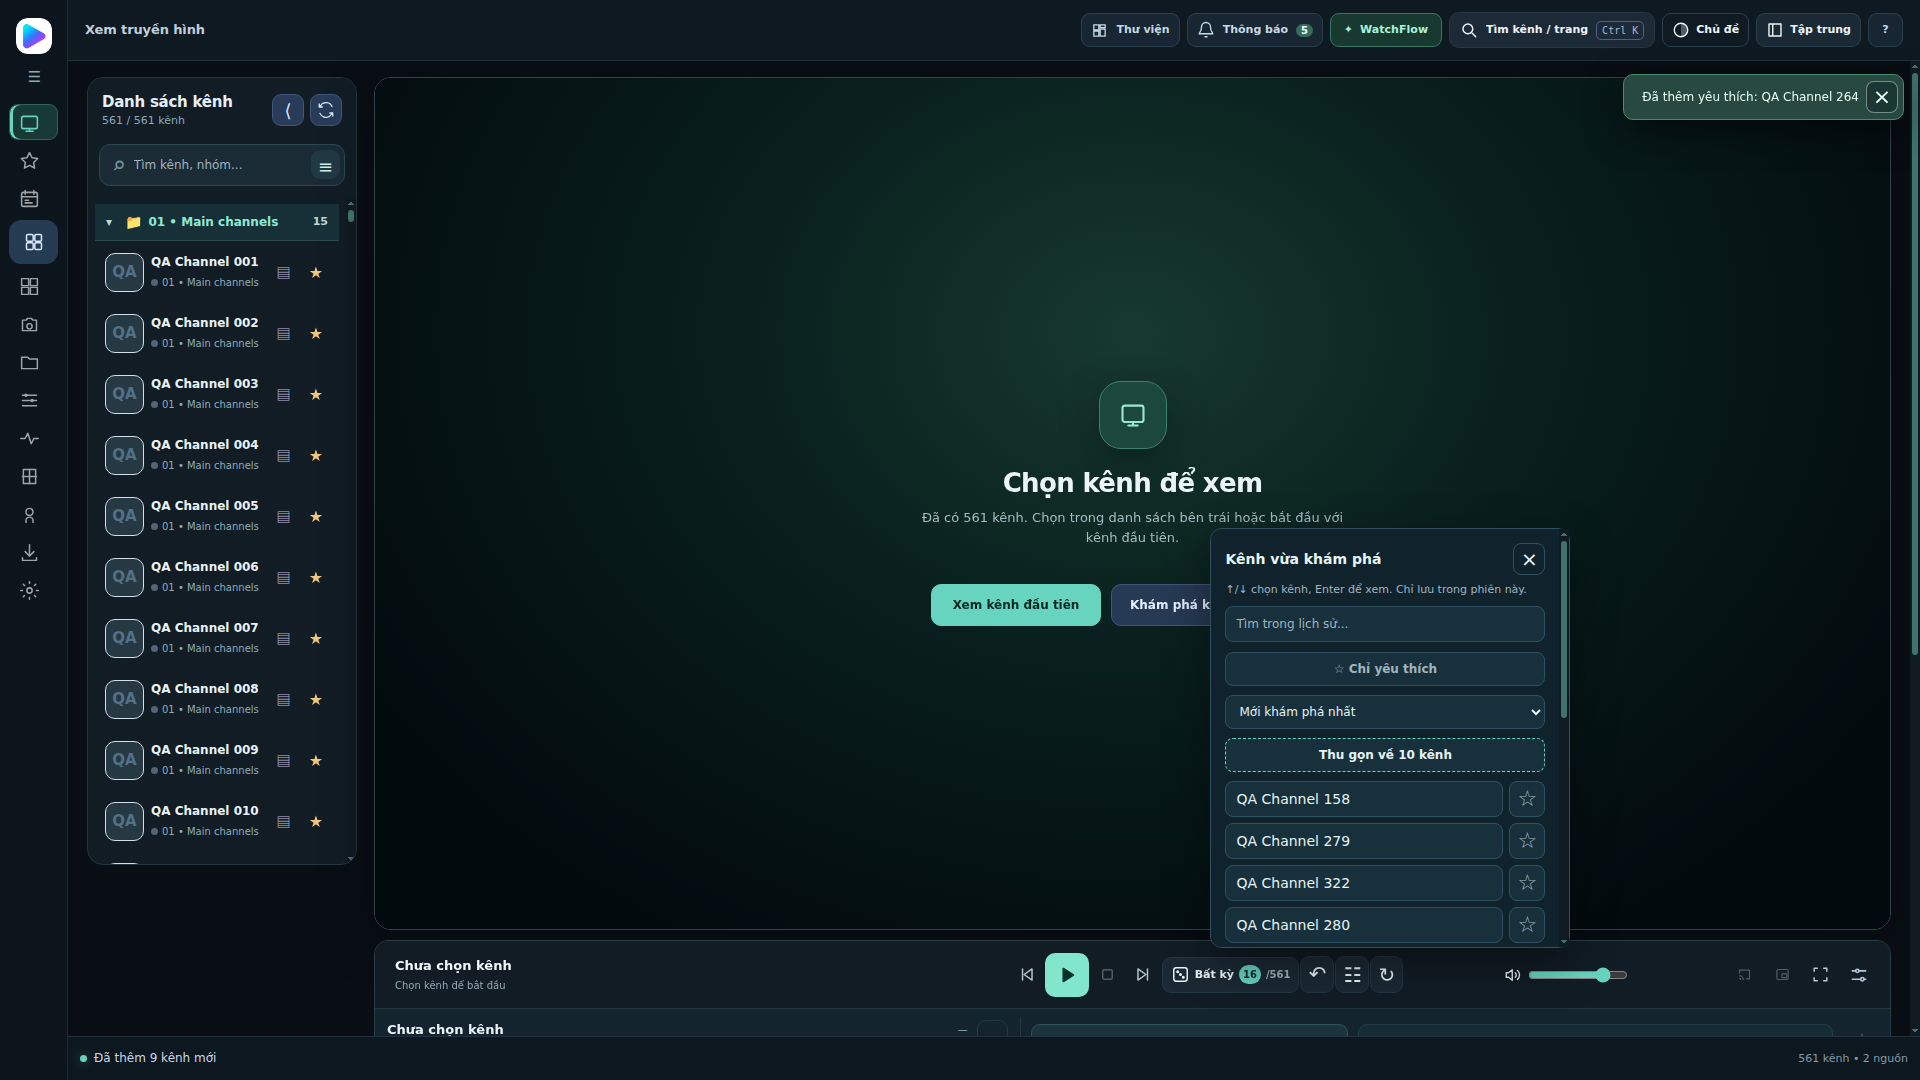 Xem truyền hình
Thư viện
Thông báo 5
WatchFlow
Tìm kênh / trang Ctrl K
Chủ đề
Tập trung
?
Đã thêm yêu thích: QA Channel 264
Danh sách kênh
561 / 561 kênh
Tìm kênh, nhóm...
01 • Main channels 15
QA QA Channel 001
01 • Main channels
QA QA Channel 002
01 • Main channels
QA QA Channel 003
01 • Main channels
QA QA Channel 004
01 • Main channels
QA QA Channel 005
01 • Main channels
QA QA Channel 006
01 • Main channels
QA QA Channel 007
01 • Main channels
QA QA Channel 008
01 • Main channels
QA QA Channel 009
01 • Main channels
QA QA Channel 010
01 • Main channels
Chọn kênh để xem
Đã có 561 kênh. Chọn trong danh sách bên trái hoặc bắt đầu với
kênh đầu tiên.
Xem kênh đầu tiên
Khám phá k
Kênh vừa khám phá
↑/↓ chọn kênh, Enter để xem. Chỉ lưu trong phiên này.
Tìm trong lịch sử...
☆ Chỉ yêu thích
Mới khám phá nhất
Thu gọn về 10 kênh
QA Channel 158
QA Channel 279
QA Channel 322
QA Channel 280
Chưa chọn kênh
Chọn kênh để bắt đầu
Bất kỳ 16 /561
Chưa chọn kênh
Đã thêm 9 kênh mới
561 kênh • 2 nguồn